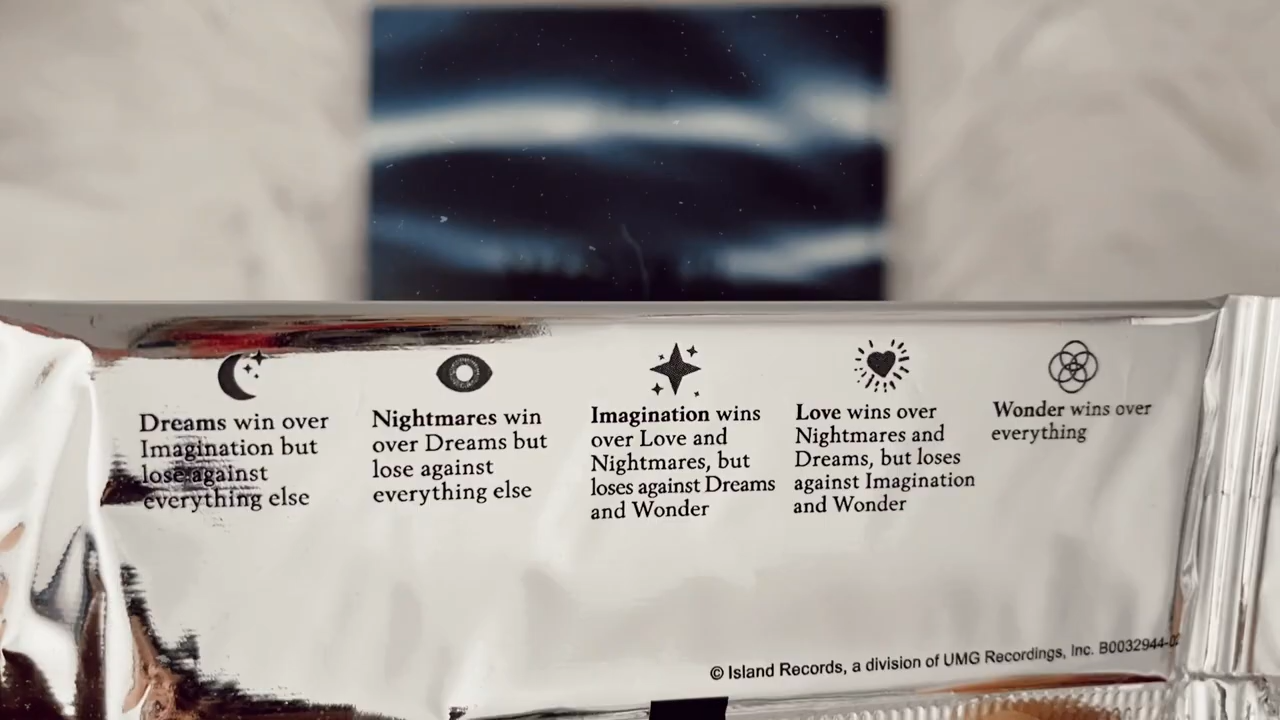 Dreams win over
Imagination but
lose against
everything else
Nightmares win
over Dreams but
lose against
everything else
Imagination wins
over Love and
Nightmares, but
loses against Dreams
and Wonder
Love wins over
Nightmares and
Dreams, but loses
against Imagination
and Wonder
Wonder wins over
everything
© Island Records, a division of UMG Recordings, Inc. B0032944-02